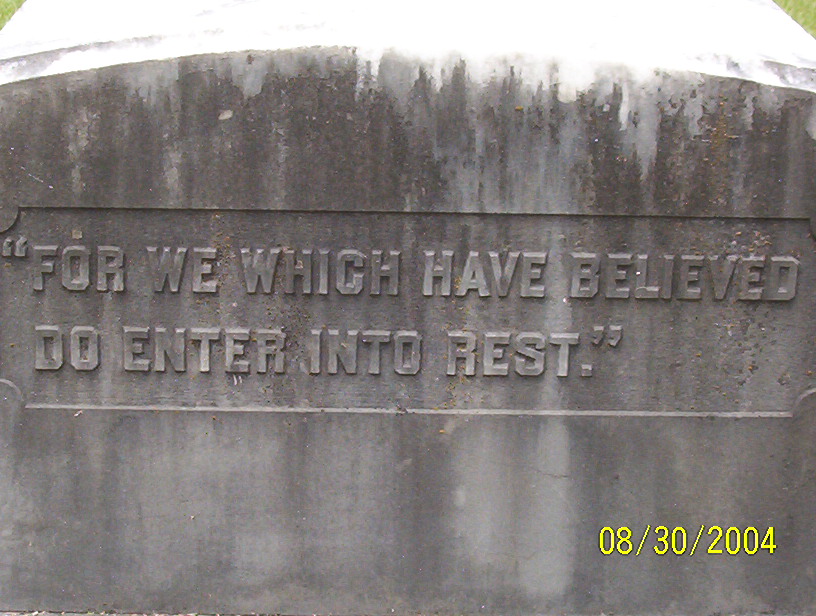 “FOR WE WHICH HAVE BELIEVED
DO ENTER INTO REST.”
08/30/2004